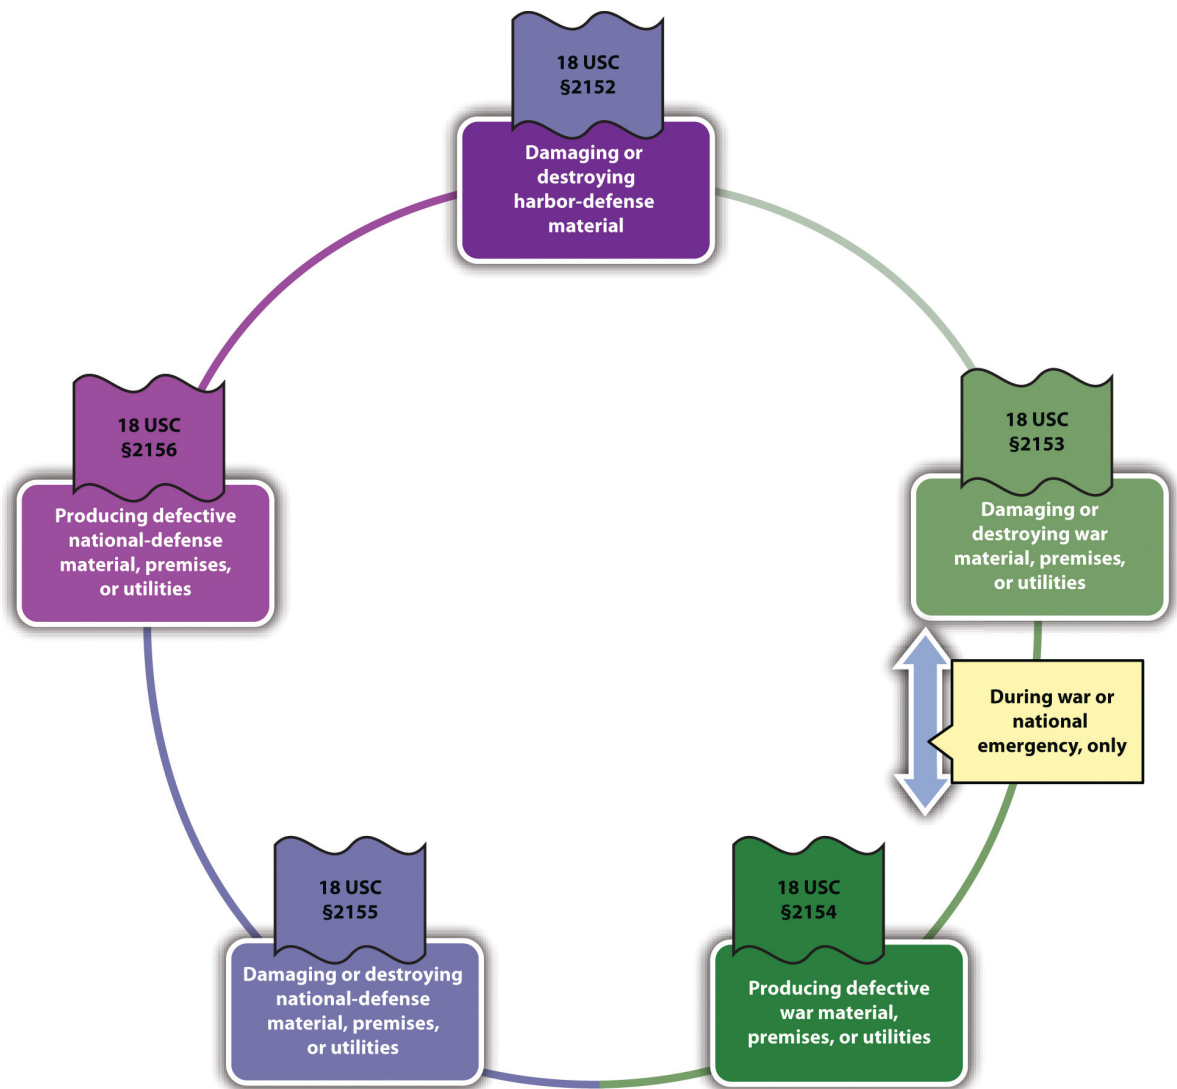 18 USC
§2152
Damaging or
destroying
harbor-defense
material
18 USC
§2156
Producing defective
national-defense
material, premises,
or utilities
18 USC
§2153
Damaging or
destroying war
material, premises,
or utilities
During war or
national
emergency, only
18 USC
§2155
Damaging or destroying
national-defense
material, premises,
or utilities
18 USC
§2154
Producing defective
war material,
premises, or utilities